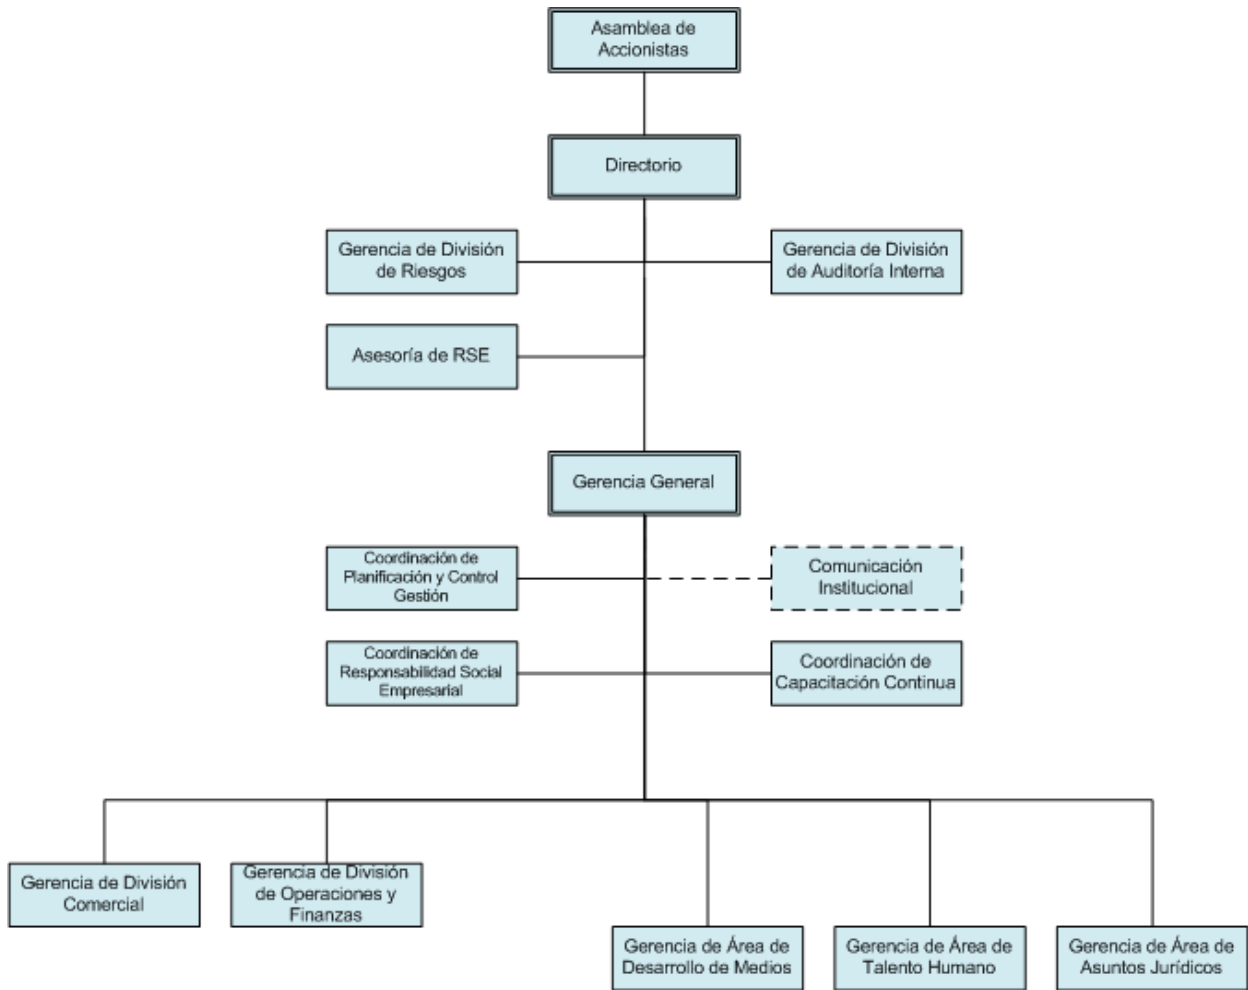 Asamblea de
Accionistas
Directorio
Gerencia de División
de Riesgos
Gerencia de División
de Auditoría Interna
Asesoría de RSE
Gerencia General
Coordinación de
Planificación y Control
Gestión
Comunicación
Institucional
Coordinación de
Responsabilidad Social
Empresarial
Coordinación de
Capacitación Continua
Gerencia de División
Comercial
Gerencia de División
de Operaciones y
Finanzas
Gerencia de Área de
Desarrollo de Medios
Gerencia de Área de
Talento Humano
Gerencia de Área de
Asuntos Jurídicos